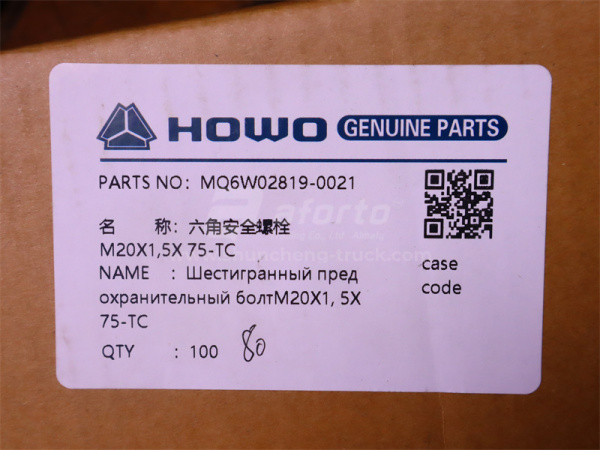 HOWO GENUINE PARTS
PARTS NO: MQ6W02819-0021
名 称: 六角安全螺栓
M20X1,5X 75-TC
NAME : Шестигранный пред
охранительный болтM20X1, 5X
75-TC
QTY : 100 80
case
code
aforto